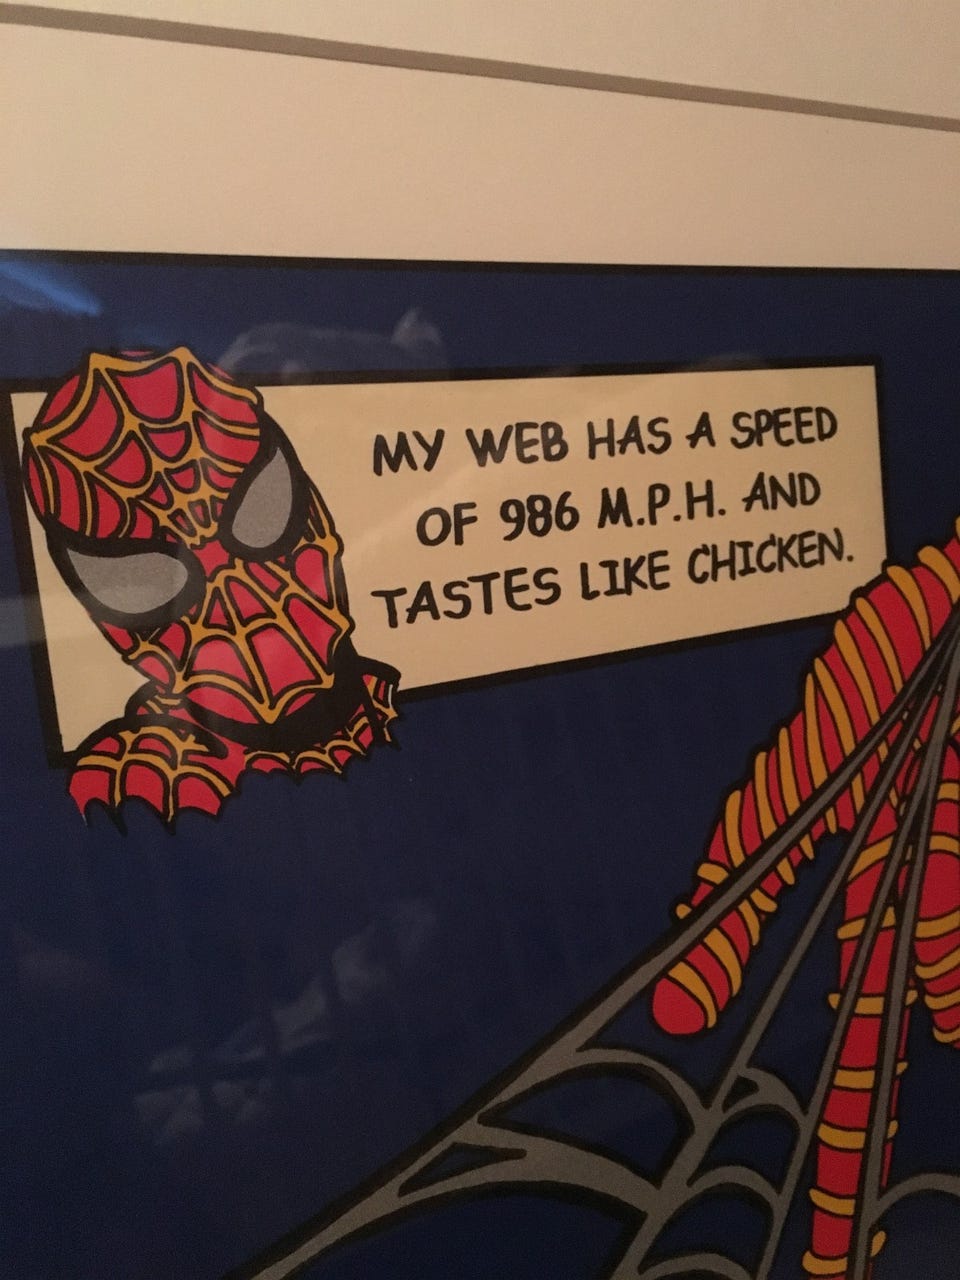 MY WEB HAS A SPEED
OF 986 M.P.H. AND
TASTES LIKE CHICKEN.